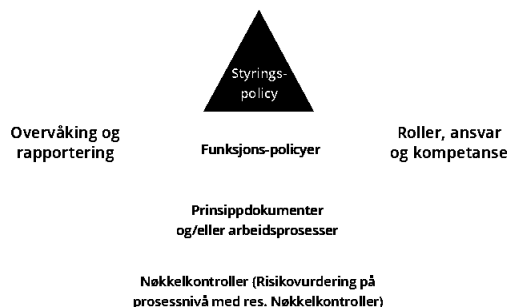 Styrings-
policy
Overvåking og
rapportering
Funksjons-policyer
Roller, ansvar
og kompetanse
Prinsippdokumenter
og/eller arbeidsprosesser
Nøkkelkontroller (Risikovurdering på
prosessnivå med res. Nøkkelkontroller)